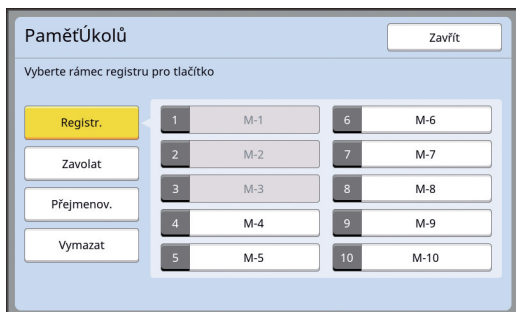 PaměťÚkolů
Zavřít
Vyberte rámec registru pro tlačítko
Registr.
Zavolat
Přejmenov.
Vymazat
1 M-1
2 M-2
3 M-3
4 M-4
5 M-5
6 M-6
7 M-7
8 M-8
9 M-9
10 M-10